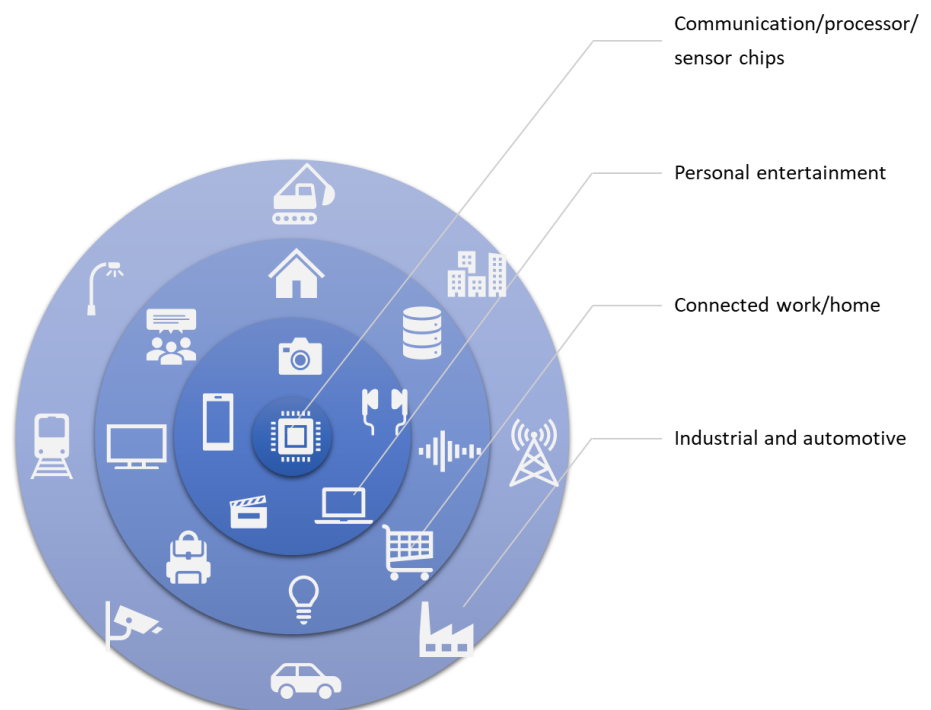 Communication/processor/
sensor chips
Personal entertainment
Connected work/home
Industrial and automotive